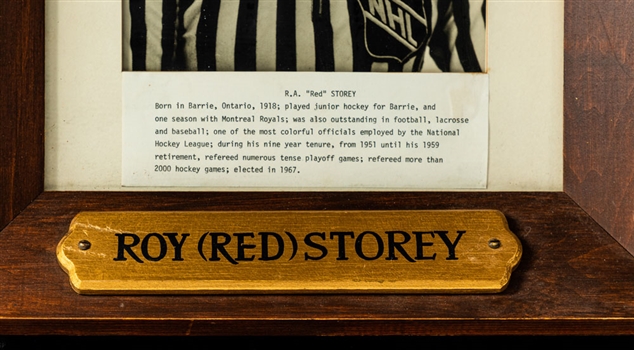 NHL
R.A. "Red" STOREY
Born in Barrie, Ontario, 1918; played junior hockey for Barrie, and
one season with Montreal Royals; was also outstanding in football, lacrosse
and baseball; one of the most colorful officials employed by the National
Hockey League; during his nine year tenure, from 1951 until his 1959
retirement, refereed numerous tense playoff games; refereed more than
2000 hockey games; elected in 1967.
ROY (RED) STOREY